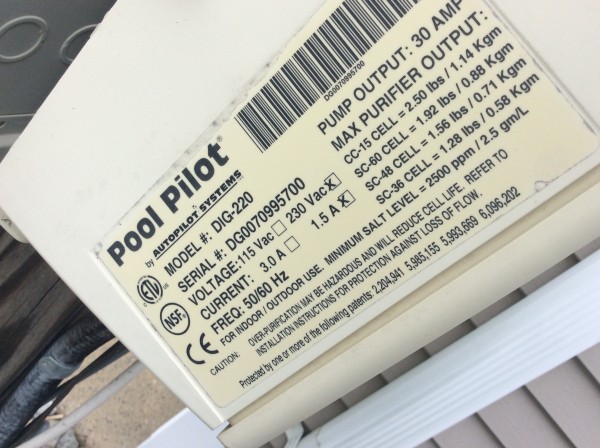 Pool Pilot®
by AUTOPILOT SYSTEMS
MODEL #: DIG-220
SERIAL #: DG0070995700
VOLTAGE: 115 Vac □ 230 Vac ☒
CURRENT: 3.0 A □ 1.5 A ☒
FREQ: 50/60 Hz
FOR INDOOR / OUTDOOR USE. MINIMUM SALT LEVEL = 2500 ppm / 2.5 gm/L
CAUTION: OVER-PURIFICATION MAY BE HAZARDOUS AND WILL REDUCE CELL LIFE. REFER TO
INSTALLATION INSTRUCTIONS FOR PROTECTION AGAINST LOSS OF FLOW.
Protected by one or more of the following patents: 2,204,941 5,985,155 5,993,669 6,096,202
DG0070995700
PUMP OUTPUT: 30 AMP
MAX PURIFIER OUTPUT:
CC-15 CELL = 2.50 lbs / 1.14 Kgm
SC-60 CELL = 1.92 lbs / 0.88 Kgm
SC-48 CELL = 1.56 lbs / 0.71 Kgm
SC-36 CELL = 1.28 lbs / 0.58 Kgm
ETL
us
NSF®
CE